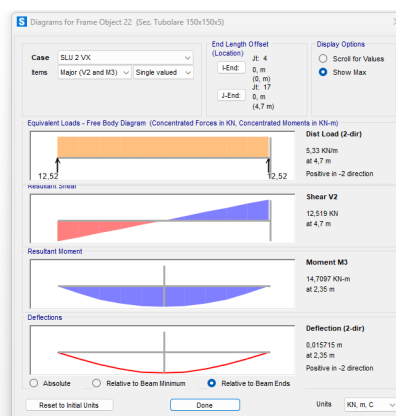 S Diagrams for Frame Object 22 (Sez. Tubolare 150x150x5)
Case SLU 2 VX
Items Major (V2 and M3) Single valued
End Length Offset
(Location)
I-End: Jt: 4
0, m
(0, m)
J-End: Jt: 17
0, m
(4,7 m)
Display Options
Scroll for Values
Show Max
Equivalent Loads - Free Body Diagram (Concentrated Forces in KN, Concentrated Moments in KN-m)
12,52
12,52
Dist Load (2-dir)
5,33 KN/m
at 4,7 m
Positive in -2 direction
Resultant Shear
Shear V2
12,519 KN
at 4,7 m
Resultant Moment
Moment M3
14,7097 KN-m
at 2,35 m
Deflections
Deflection (2-dir)
0,015715 m
at 2,35 m
Positive in -2 direction
Absolute Relative to Beam Minimum Relative to Beam Ends
Reset to Initial Units Done Units KN, m, C